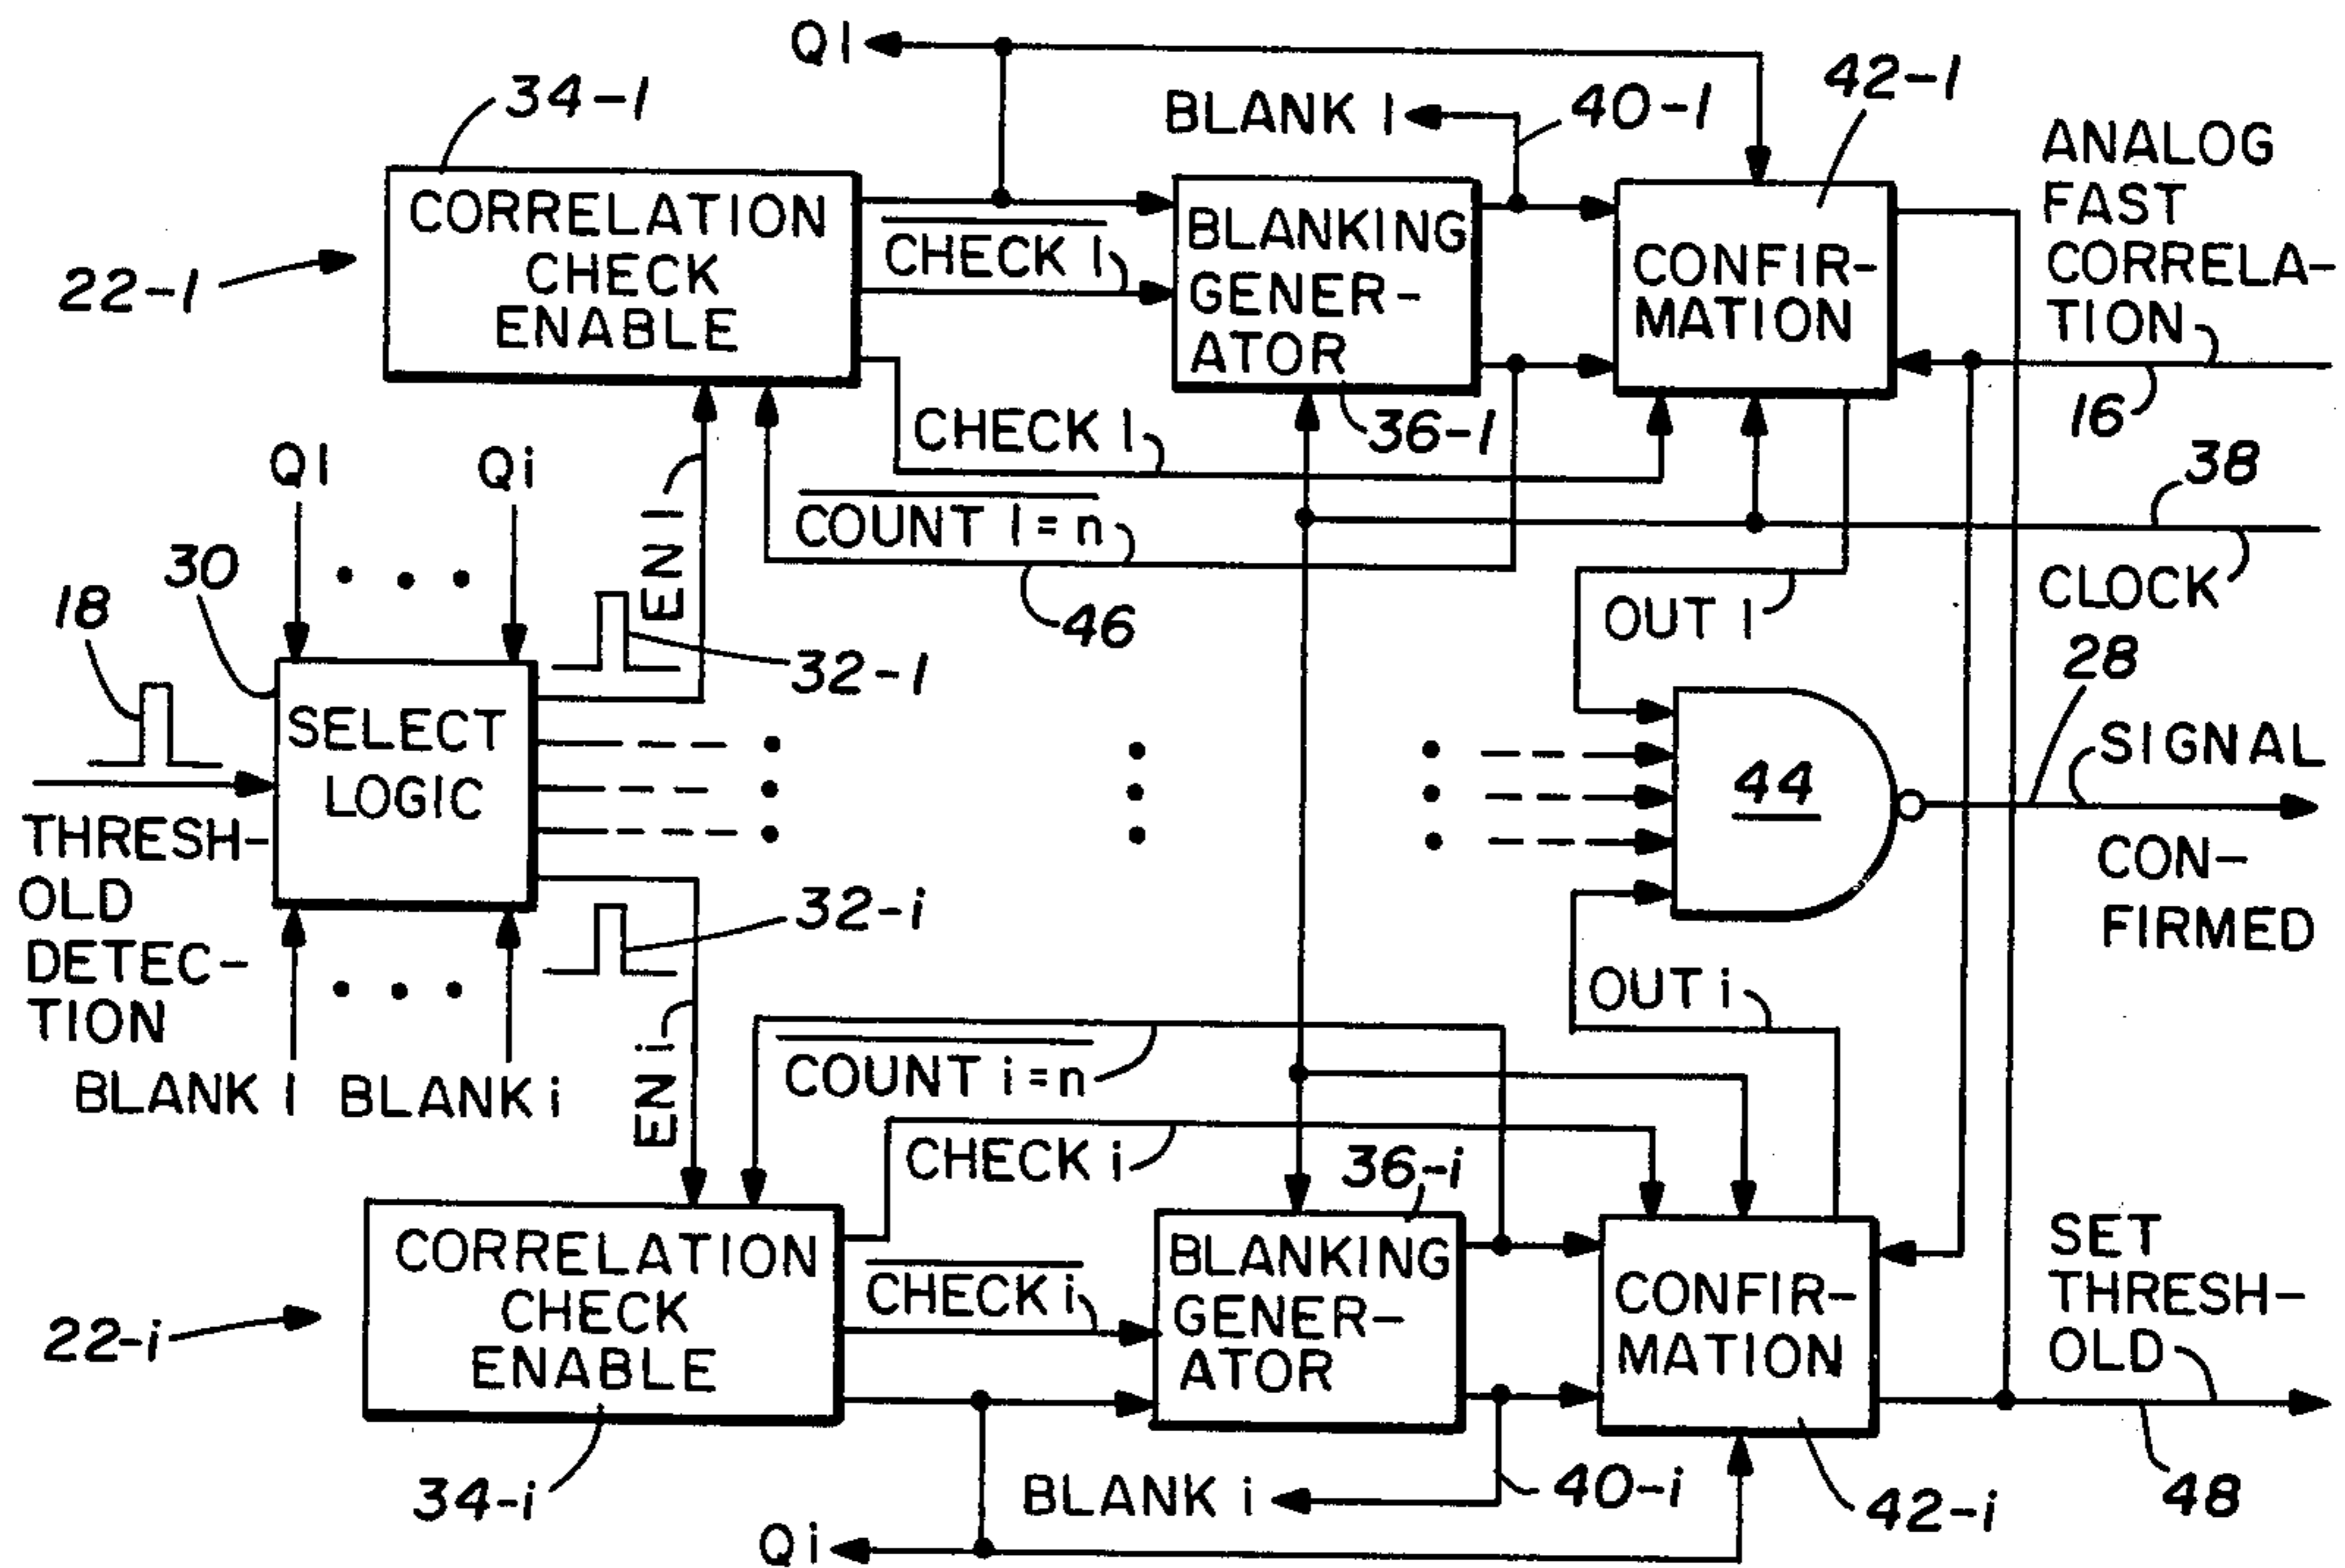 Q1
34-1
BLANK 1
40-1
42-1
ANALOG
FAST
CORRELA-
TION
CORRELATION
CHECK
ENABLE
22-1
CHECK 1
BLANKING
GENER-
ATOR
CONFIR-
MATION
16
36-1
CHECK 1
38
Q1
Qi
COUNT 1=n
EN 1
CLOCK
30
18
46
OUT 1
32-1
28
SELECT
LOGIC
44
SIGNAL
CON-
FIRMED
THRESH-
OLD
DETEC-
TION
32-i
OUT i
BLANK 1
BLANK i
EN i
COUNT i=n
CHECK i
36-i
CORRELATION
CHECK
ENABLE
22-i
CHECK i
BLANKING
GENER-
ATOR
CONFIR-
MATION
SET
THRESH-
OLD
34-i
BLANK i
40-i
42-i
48
Qi